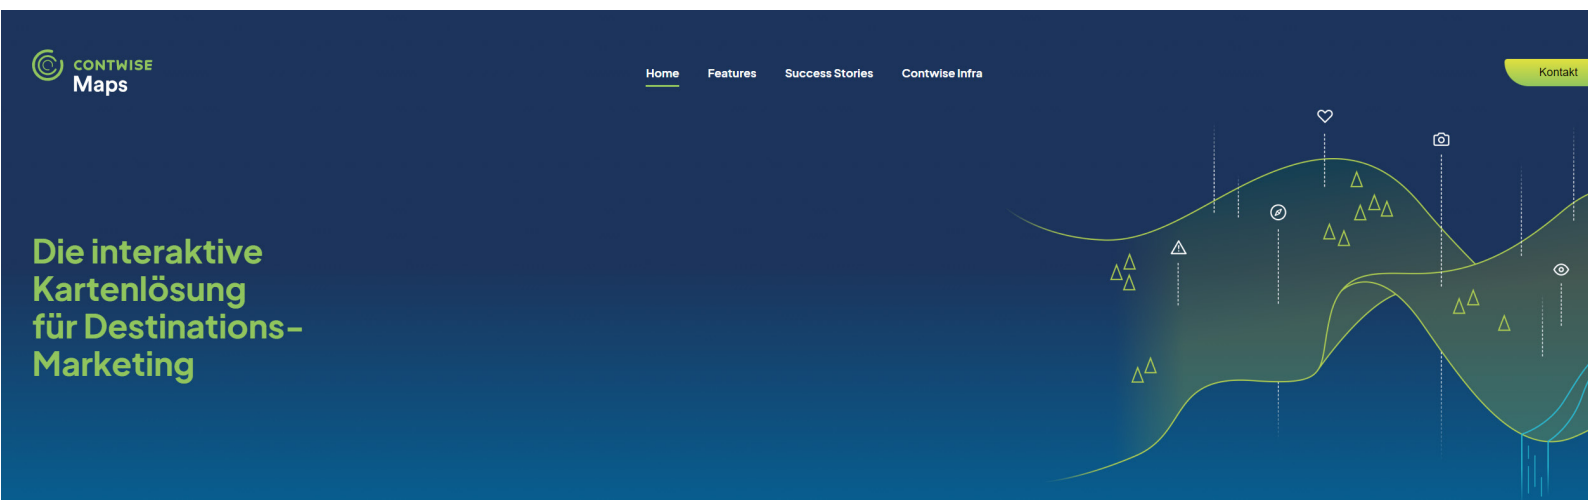 CONTWISE
Maps
Home Features Success Stories Contwise Infra
Kontakt
Die interaktive
Kartenlösung
für Destinations-
Marketing